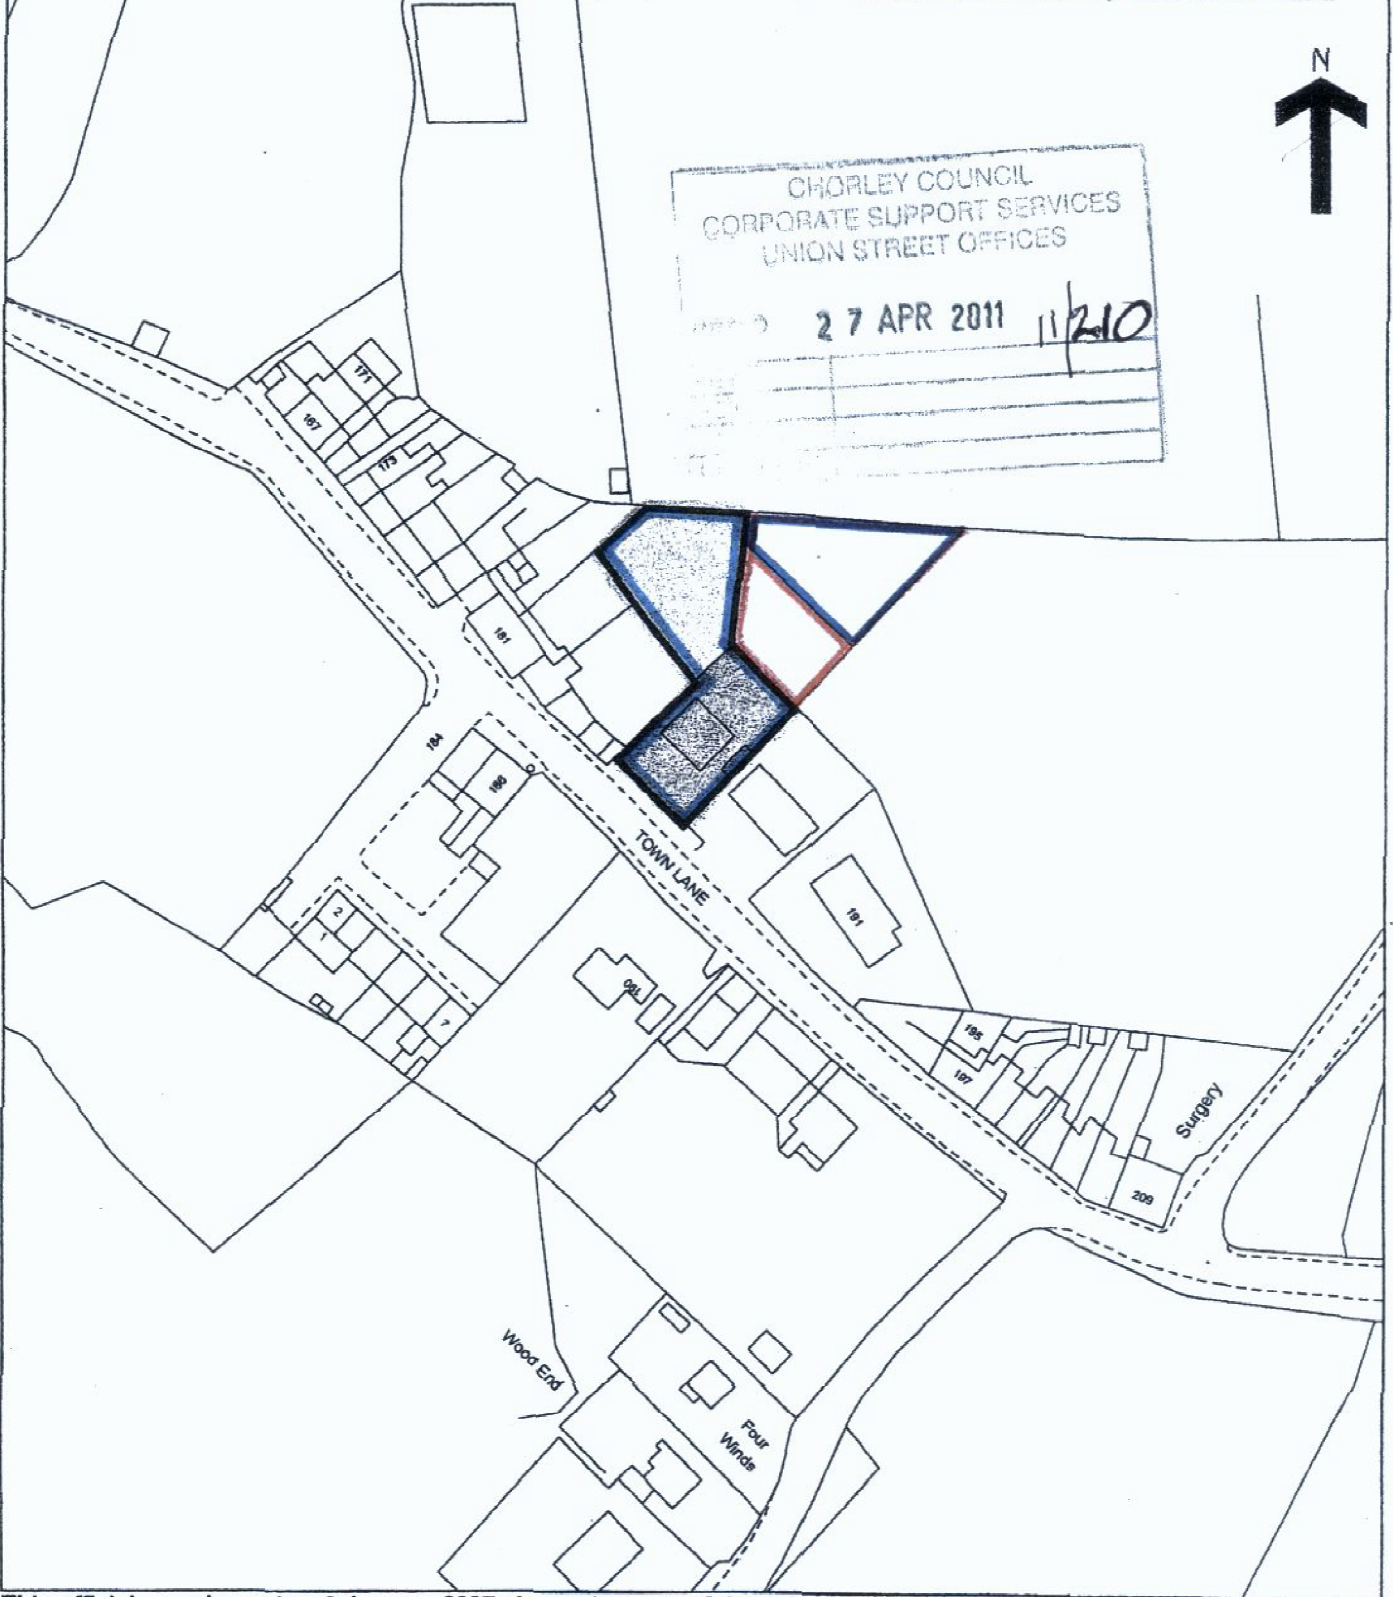 N
CHORLEY COUNCIL
CORPORATE SUPPORT SERVICES
UNION STREET OFFICES
27 APR 2011 11/210
171
167
173
181
184
186
TOWN LANE
2
1
7
190
191
195
197
Surgery
209
Wood End
Four
Winds